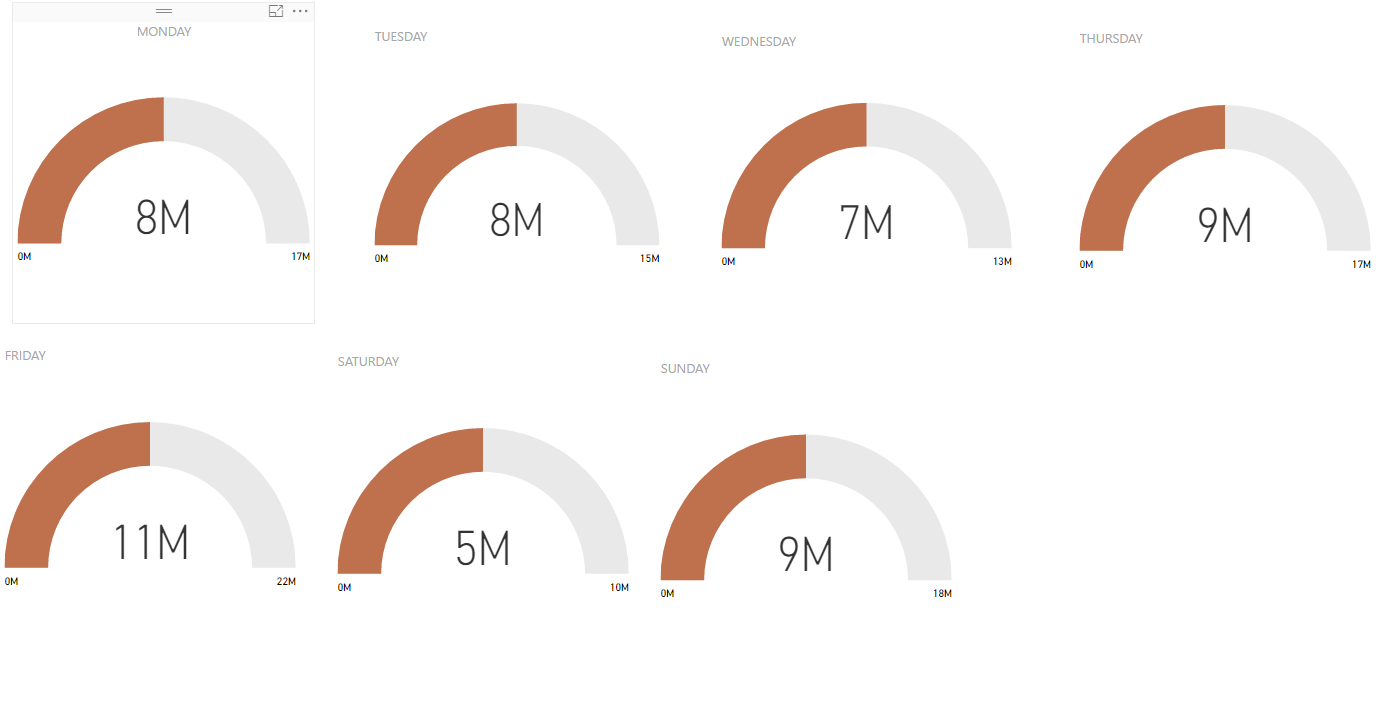 MONDAY
8M
0M
17M
TUESDAY
8M
0M
15M
WEDNESDAY
7M
0M
13M
THURSDAY
9M
0M
17M
FRIDAY
11M
0M
22M
SATURDAY
5M
0M
10M
SUNDAY
9M
0M
18M